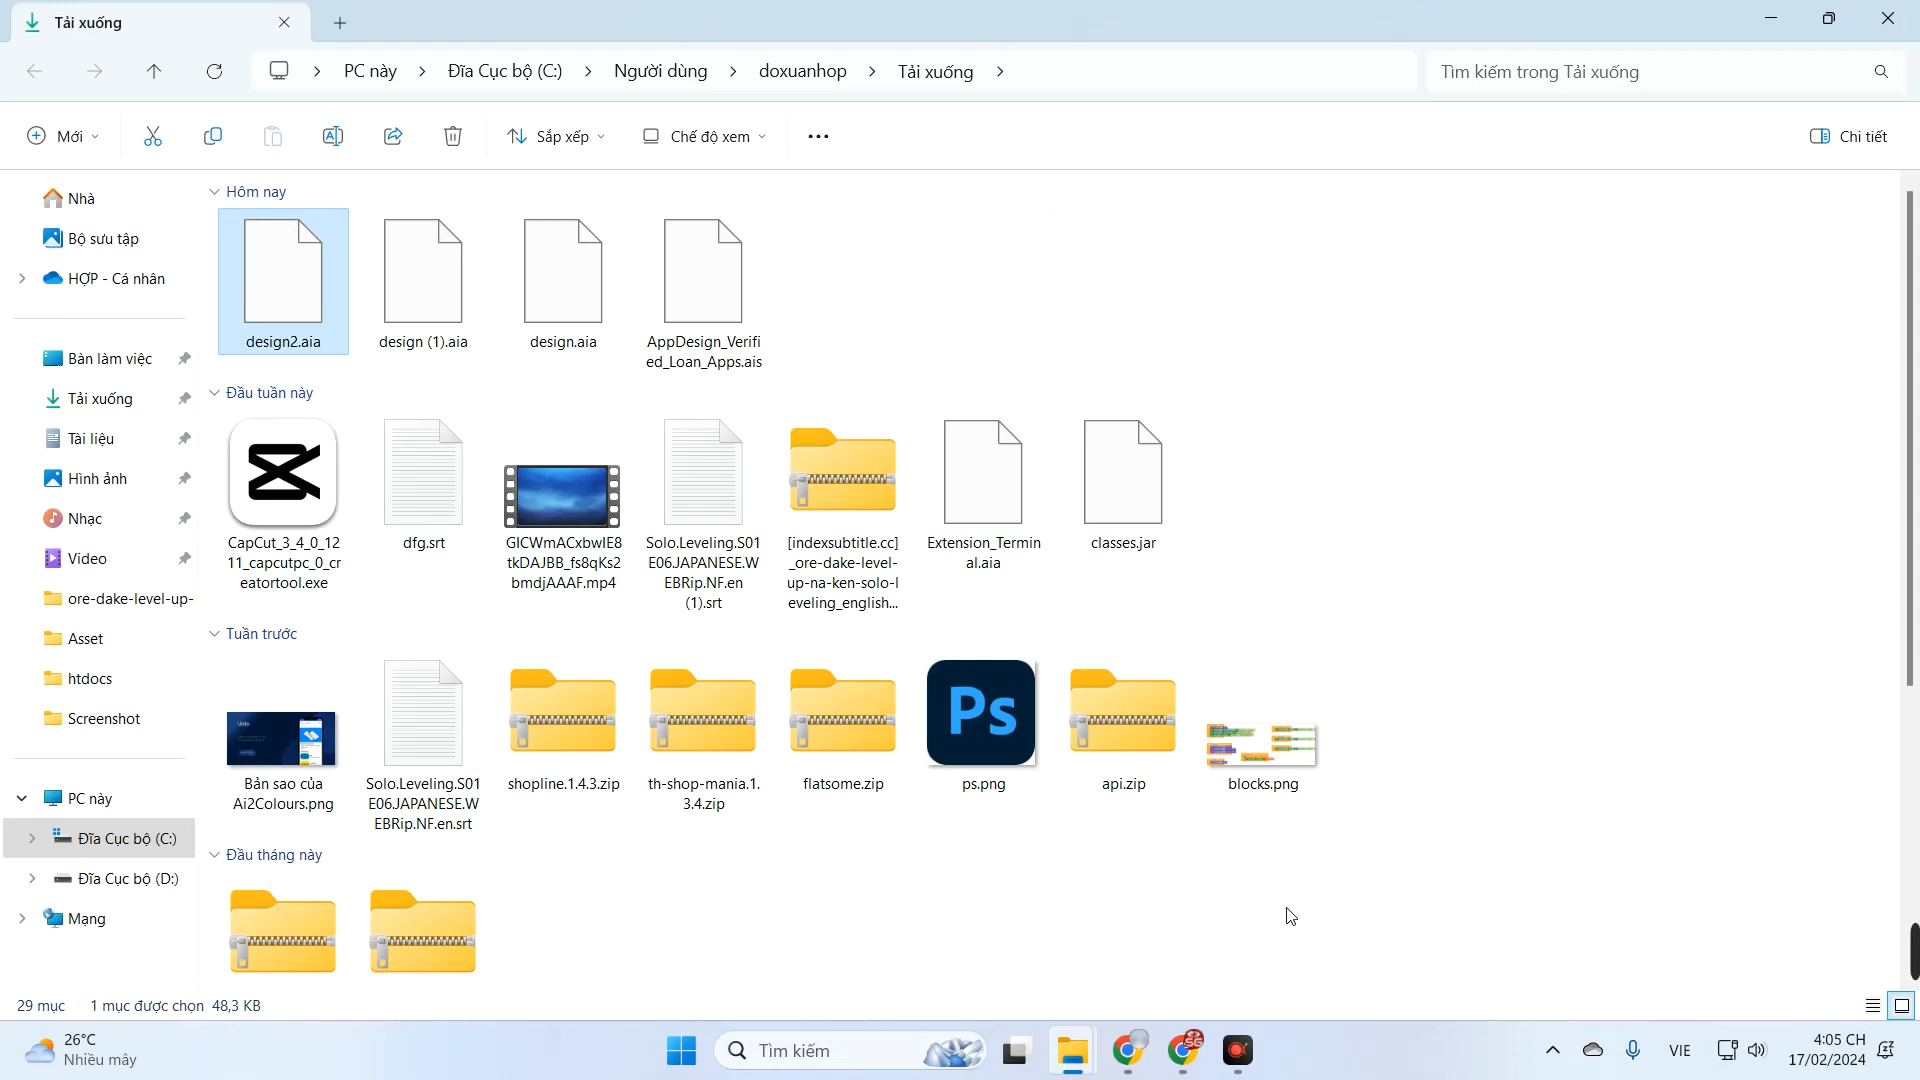 Tải xuống
PC này
Đĩa Cục bộ (C:)
Người dùng
doxuanhop
Tải xuống
Tìm kiếm trong Tải xuống
Mới
Sắp xếp
Chế độ xem
Chi tiết
Nhà
Bộ sưu tập
HỢP - Cá nhân
Bàn làm việc
Tải xuống
Tài liệu
Hình ảnh
Nhạc
Video
ore-dake-level-up-
Asset
htdocs
Screenshot
PC này
Đĩa Cục bộ (C:)
Đĩa Cục bộ (D:)
Mạng
Hôm nay
design2.aia
design (1).aia
design.aia
AppDesign_Verifi
ed_Loan_Apps.ais
Đầu tuần này
CapCut_3_4_0_12
11_capcutpc_0_cr
eatortool.exe
dfg.srt
GICWmACxbwIE8
tkDAJBB_fs8qKs2
bmdjAAAF.mp4
Solo.Leveling.S01
E06.JAPANESE.W
EBRip.NF.en
(1).srt
[indexsubtitle.cc]
_ore-dake-level-
up-na-ken-solo-l
eveling_english...
Extension_Termin
al.aia
classes.jar
Tuần trước
Bản sao của
Ai2Colours.png
Solo.Leveling.S01
E06.JAPANESE.W
EBRip.NF.en.srt
shopline.1.4.3.zip
th-shop-mania.1.
3.4.zip
flatsome.zip
Ps
ps.png
api.zip
blocks.png
Đầu tháng này
29 mục
1 mục được chọn 48,3 KB
26°C
Nhiều mây
Tìm kiếm
SG
VIE
4:05 CH
17/02/2024